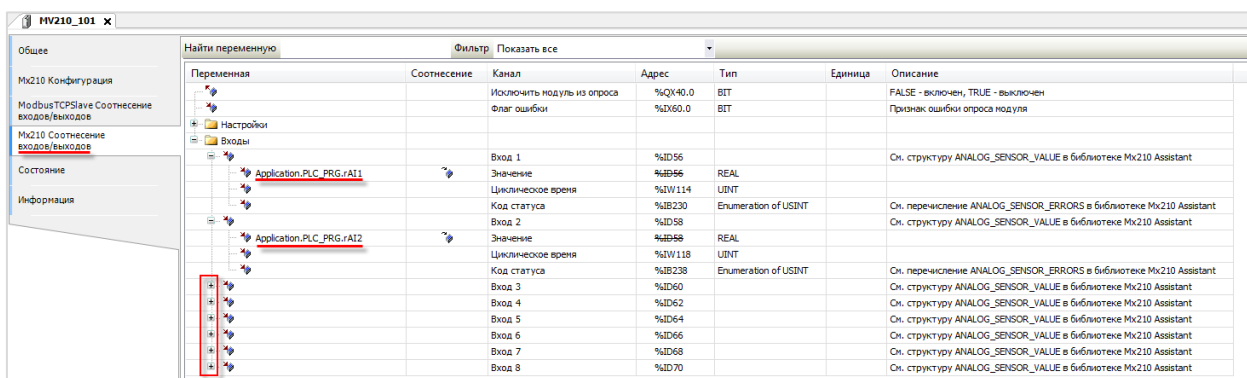 MV210_101 x
Общее
Mx210 Конфигурация
ModbusTCPSlave Соотнесение
входов/выходов
Mx210 Соотнесение
входов/выходов
Состояние
Информация
Найти переменную Фильтр Показать все
Переменная Соотнесение Канал Адрес Тип Единица Описание
Исключить модуль из опроса %QX40.0 BIT FALSE - включен, TRUE - выключен
Флаг ошибки %IX60.0 BIT Признак ошибки опроса модуля
Настройки
Входы
Вход 1 %ID56 См. структуру ANALOG_SENSOR_VALUE в библиотеке Mx210 Assistant
Application.PLC_PRG.rAI1 Значение %ID56 REAL
Циклическое время %IW114 UINT
Код статуса %IB230 Enumeration of USINT См. перечисление ANALOG_SENSOR_ERRORS в библиотеке Mx210 Assistant
Вход 2 %ID58 См. структуру ANALOG_SENSOR_VALUE в библиотеке Mx210 Assistant
Application.PLC_PRG.rAI2 Значение %ID58 REAL
Циклическое время %IW118 UINT
Код статуса %IB238 Enumeration of USINT См. перечисление ANALOG_SENSOR_ERRORS в библиотеке Mx210 Assistant
Вход 3 %ID60 См. структуру ANALOG_SENSOR_VALUE в библиотеке Mx210 Assistant
Вход 4 %ID62 См. структуру ANALOG_SENSOR_VALUE в библиотеке Mx210 Assistant
Вход 5 %ID64 См. структуру ANALOG_SENSOR_VALUE в библиотеке Mx210 Assistant
Вход 6 %ID66 См. структуру ANALOG_SENSOR_VALUE в библиотеке Mx210 Assistant
Вход 7 %ID68 См. структуру ANALOG_SENSOR_VALUE в библиотеке Mx210 Assistant
Вход 8 %ID70 См. структуру ANALOG_SENSOR_VALUE в библиотеке Mx210 Assistant